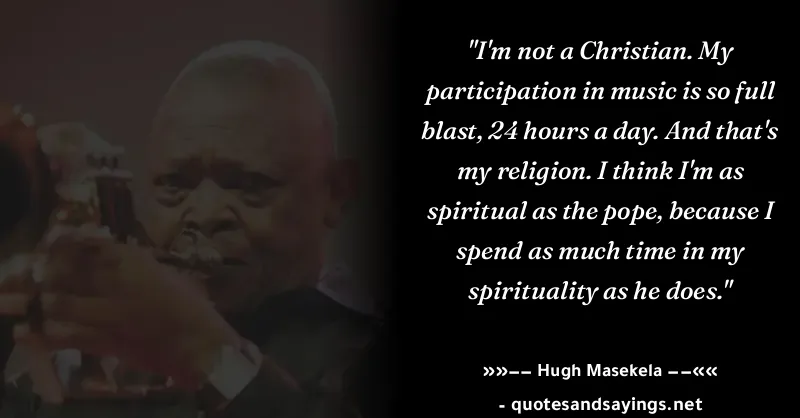 "I'm not a Christian. My
participation in music is so full
blast, 24 hours a day. And that's
my religion. I think I'm as
spiritual as the pope, because I
spend as much time in my
spirituality as he does."
»»−− Hugh Masekela −−««
- quotesandsayings.net